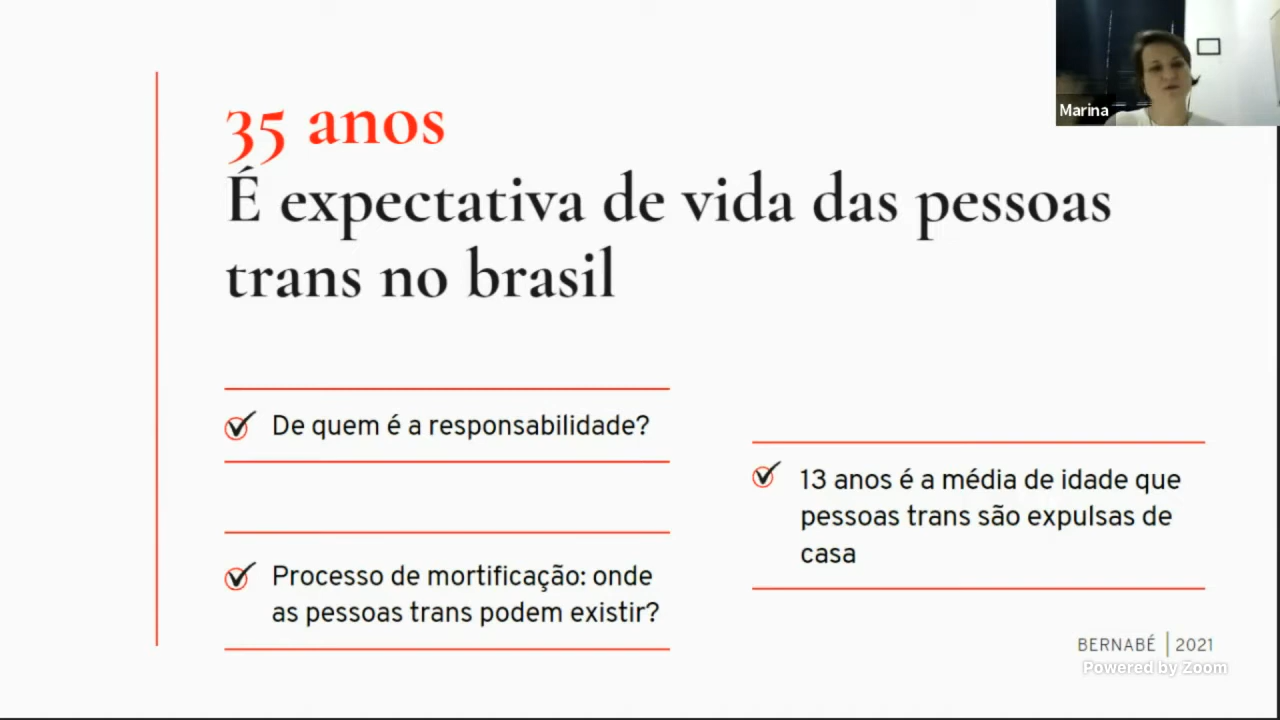 35 anos
É expectativa de vida das pessoas
trans no brasil
De quem é a responsabilidade?
Processo de mortificação: onde
as pessoas trans podem existir?
13 anos é a média de idade que
pessoas trans são expulsas de
casa
BERNABÉ | 2021
Powered by Zoom
Marina